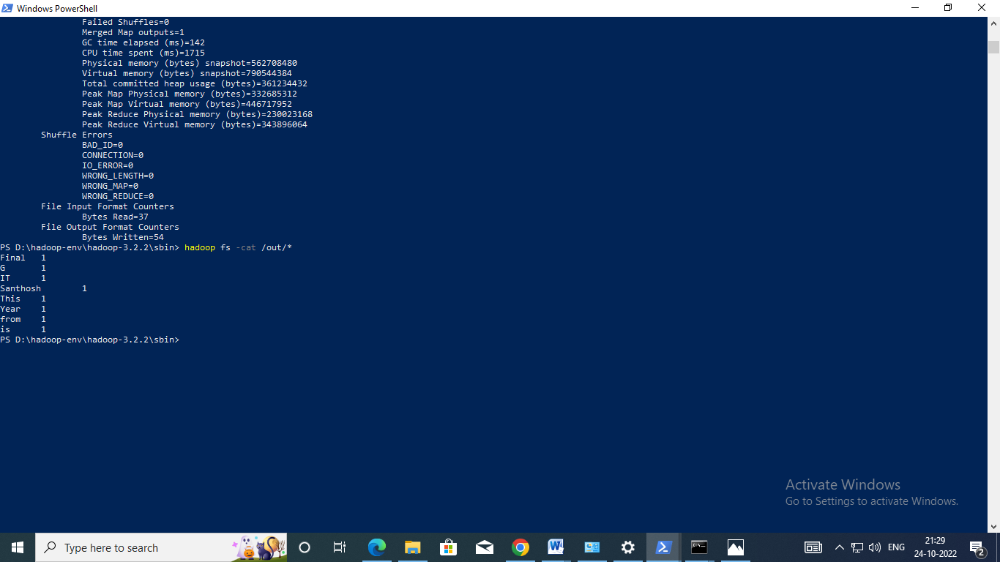 Windows PowerShell
Failed Shuffles=0
Merged Map outputs=1
GC time elapsed (ms)=142
CPU time spent (ms)=1715
Physical memory (bytes) snapshot=562708480
Virtual memory (bytes) snapshot=790544384
Total committed heap usage (bytes)=361234432
Peak Map Physical memory (bytes)=332685312
Peak Map Virtual memory (bytes)=446717952
Peak Reduce Physical memory (bytes)=230023168
Peak Reduce Virtual memory (bytes)=343896064
Shuffle Errors
BAD_ID=0
CONNECTION=0
IO_ERROR=0
WRONG_LENGTH=0
WRONG_MAP=0
WRONG_REDUCE=0
File Input Format Counters
Bytes Read=37
File Output Format Counters
Bytes Written=54
PS D:\hadoop-env\hadoop-3.2.2\sbin> hadoop fs -cat /out/*
Final 1
G 1
IT 1
Santhosh 1
This 1
Year 1
from 1
is 1
PS D:\hadoop-env\hadoop-3.2.2\sbin>
Activate Windows
Go to Settings to activate Windows.
Type here to search
ENG
21:29
24-10-2022
2